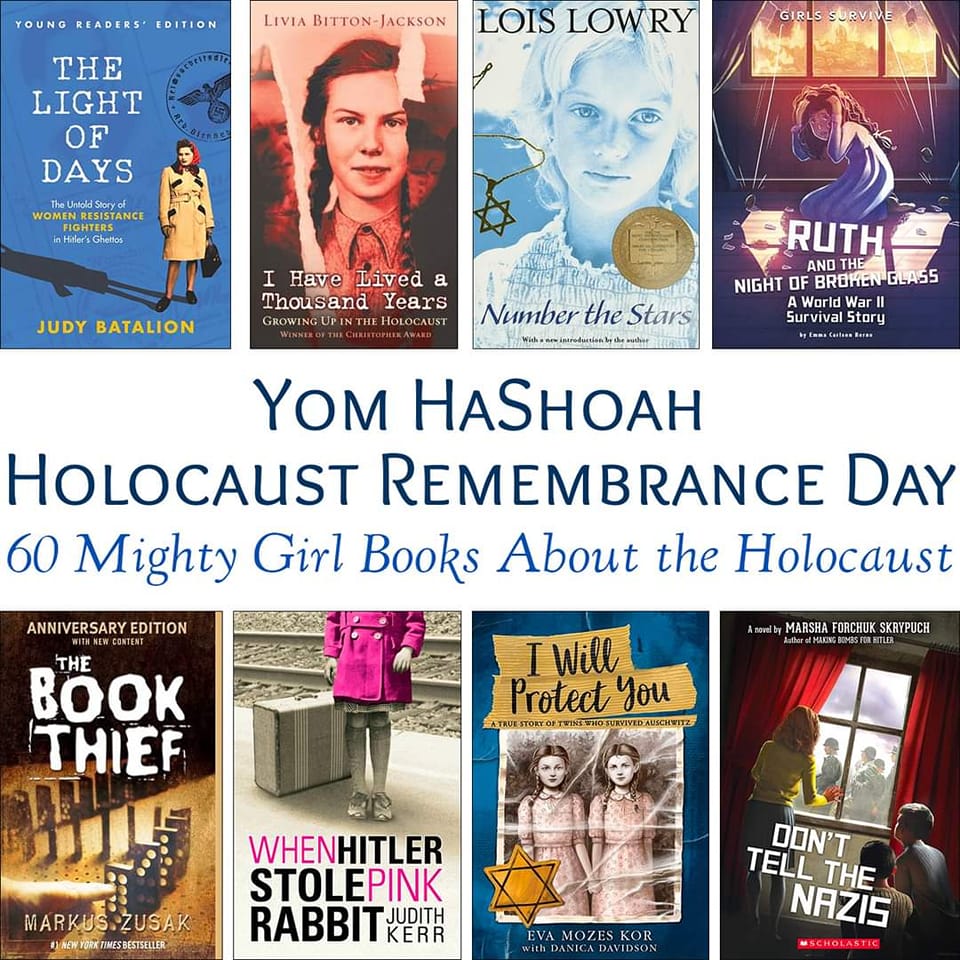 YOUNG READERS' EDITION
THE
LIGHT
OF
DAYS
The Untold Story of
WOMEN RESISTANCE
FIGHTERS
in Hitler's Ghettos
JUDY BATALION
LIVIA BITTON-JACKSON
I Have Lived a
Thousand Years
GROWING UP IN THE HOLOCAUST
WINNER OF THE CHRISTOPHER AWARD
LOIS LOWRY
Number the Stars
With a new introduction by the author
GIRLS SURVIVE
RUTH
AND THE
NIGHT OF BROKEN GLASS
A World War II
Survival Story
by Emma Carlson Berne
YOM HASHOAH
HOLOCAUST REMEMBRANCE DAY
60 Mighty Girl Books About the Holocaust
ANNIVERSARY EDITION
WITH NEW CONTENT
THE
BOOK
THIEF
MARKUS ZUSAK
#1 NEW YORK TIMES BESTSELLER
WHEN HITLER
STOLE PINK
RABBIT JUDITH
KERR
I Will
Protect You
A TRUE STORY OF TWINS WHO SURVIVED AUSCHWITZ
EVA MOZES KOR
with DANICA DAVIDSON
A novel by MARSHA FORCHUK SKRYPUCH
Author of MAKING BOMBS FOR HITLER
DON'T
TELL THE
NAZIS
SCHOLASTIC